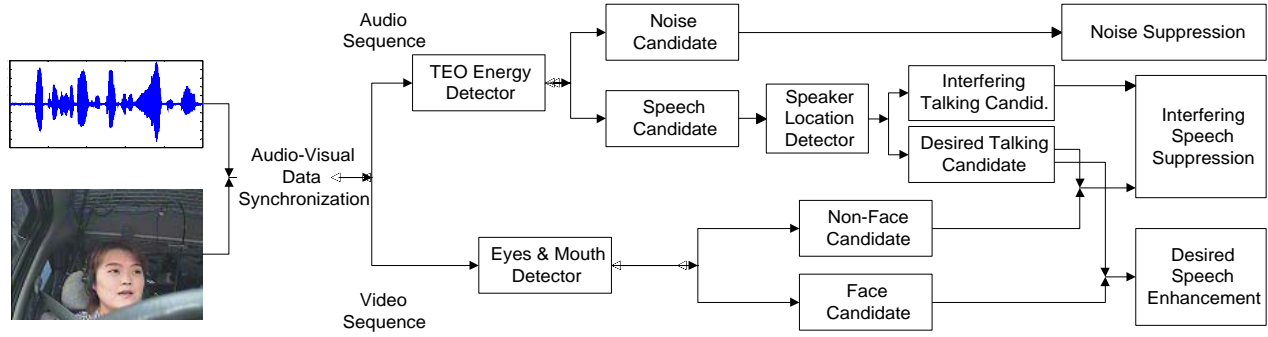 Audio
Sequence
TEO Energy
Detector
Noise
Candidate
Noise Suppression
Speech
Candidate
Speaker
Location
Detector
Interfering
Talking Candid.
Desired Talking
Candidate
Interfering
Speech
Suppression
Audio-Visual
Data
Synchronization
Eyes & Mouth
Detector
Non-Face
Candidate
Face
Candidate
Desired
Speech
Enhancement
Video
Sequence